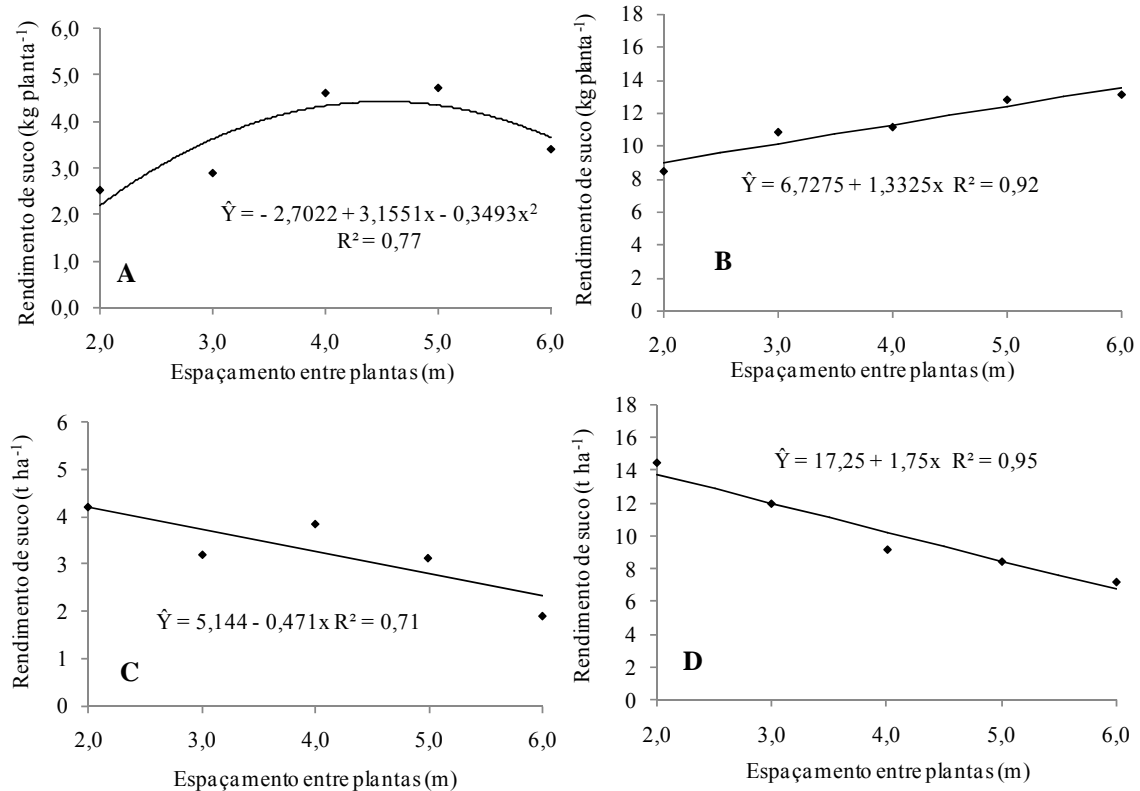 Rendimento de suco (kg planta-1)
6,0
5,0
4,0
3,0
2,0
1,0
0,0
Ŷ = - 2,7022 + 3,1551x - 0,3493x²
R² = 0,77
A
2,0 3,0 4,0 5,0 6,0
Espaçamento entre plantas (m)
Rendimento de suco (kg planta-1)
18
16
14
12
10
8
6
4
2
0
Ŷ = 6,7275 + 1,3325x R² = 0,92
B
2,0 3,0 4,0 5,0 6,0
Espaçamento entre plantas (m)
Rendimento de suco (t ha-1)
6
5
4
3
2
1
0
Ŷ = 5,144 - 0,471x R² = 0,71
C
2,0 3,0 4,0 5,0 6,0
Espaçamento entre plantas (m)
Rendimento de suco (t ha-1)
18
16
14
12
10
8
6
4
2
0
Ŷ = 17,25 + 1,75x R² = 0,95
D
2,0 3,0 4,0 5,0 6,0
Espaçamento entre plantas (m)